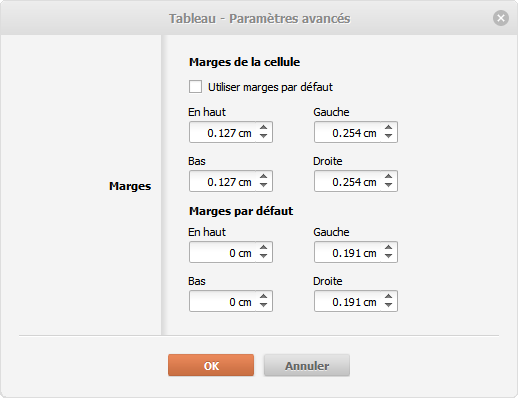 Tableau - Paramètres avancés
Marges de la cellule
Utiliser marges par défaut
En haut Gauche
0.127 cm 0.254 cm
Bas Droite
0.127 cm 0.254 cm
Marges
Marges par défaut
En haut Gauche
0 cm 0.191 cm
Bas Droite
0 cm 0.191 cm
OK Annuler